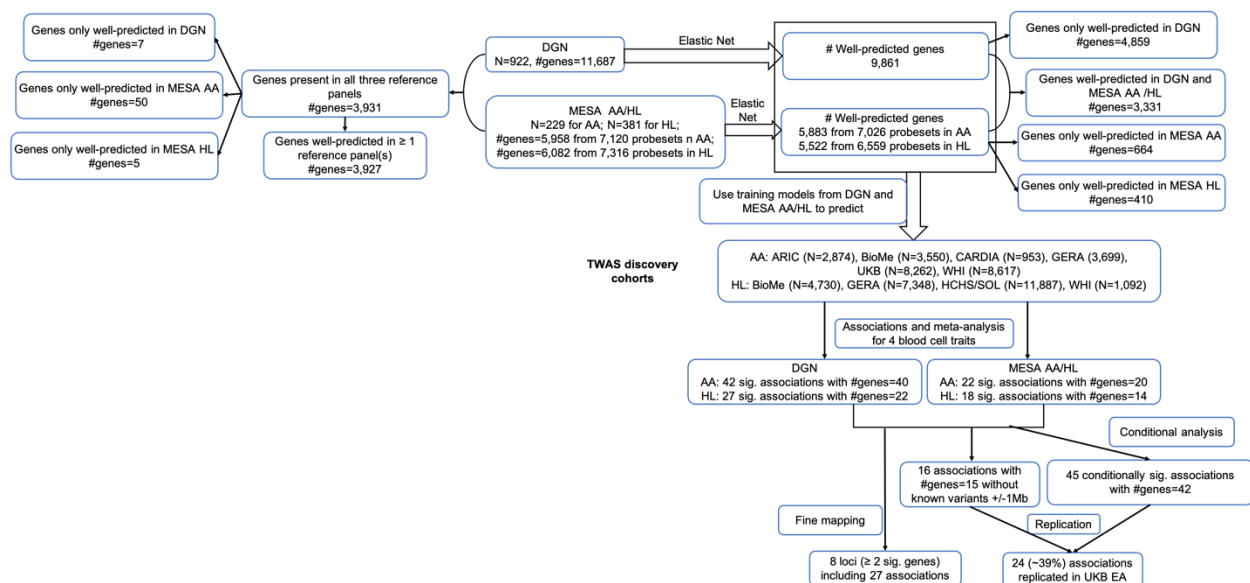 Genes only well-predicted in DGN
#genes=7
Genes only well-predicted in MESA AA
#genes=50
Genes only well-predicted in MESA HL
#genes=5
Genes present in all three reference
panels
#genes=3,931
Genes well-predicted in ≥ 1
reference panel(s)
#genes=3,927
DGN
N=922, #genes=11,687
MESA AA/HL
N=229 for AA; N=381 for HL;
#genes=5,958 from 7,120 probesets n AA;
#genes=6,082 from 7,316 probesets in HL
Elastic Net
Elastic
Net
# Well-predicted genes
9,861
# Well-predicted genes
5,883 from 7,026 probesets in AA
5,522 from 6,559 probesets in HL
Genes only well-predicted in DGN
#genes=4,859
Genes well-predicted in DGN and
MESA AA /HL
#genes=3,331
Genes only well-predicted in MESA AA
#genes=664
Genes only well-predicted in MESA HL
#genes=410
Use training models from DGN and
MESA AA/HL to predict
TWAS discovery
cohorts
AA: ARIC (N=2,874), BioMe (N=3,550), CARDIA (N=953), GERA (3,699),
UKB (N=8,262), WHI (N=8,617)
HL: BioMe (N=4,730), GERA (N=7,348), HCHS/SOL (N=11,887), WHI (N=1,092)
Associations and meta-analysis
for 4 blood cell traits
DGN
AA: 42 sig. associations with #genes=40
HL: 27 sig. associations with #genes=22
MESA AA/HL
AA: 22 sig. associations with #genes=20
HL: 18 sig. associations with #genes=14
Conditional analysis
16 associations with
#genes=15 without
known variants +/-1Mb
45 conditionally sig. associations
with #genes=42
Fine mapping
Replication
8 loci (≥ 2 sig. genes)
including 27 associations
24 (~39%) associations
replicated in UKB EA